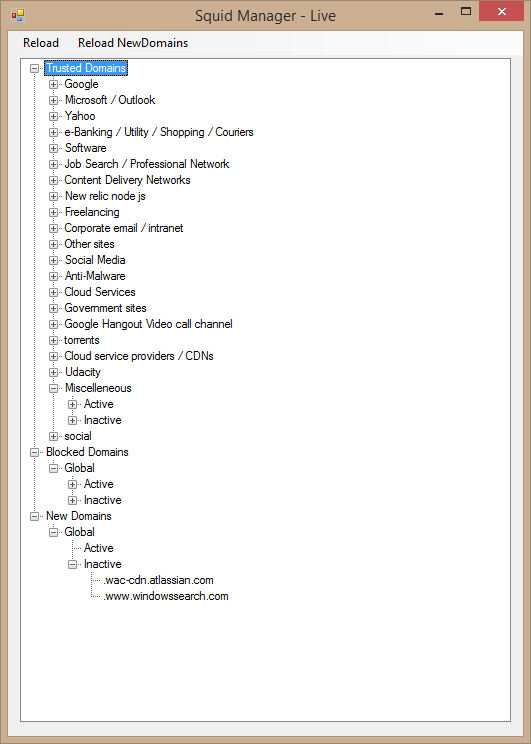 Squid Manager - Live
Reload Reload NewDomains
Trusted Domains
Google
Microsoft / Outlook
Yahoo
e-Banking / Utility / Shopping / Couriers
Software
Job Search / Professional Network
Content Delivery Networks
New relic node js
Freelancing
Corporate email / intranet
Other sites
Social Media
Anti-Malware
Cloud Services
Government sites
Google Hangout Video call channel
torrents
Cloud service providers / CDNs
Udacity
Miscelleneous
Active
Inactive
social
Blocked Domains
Global
Active
Inactive
New Domains
Global
Active
Inactive
.wac-cdn.atlassian.com
.www.windowssearch.com